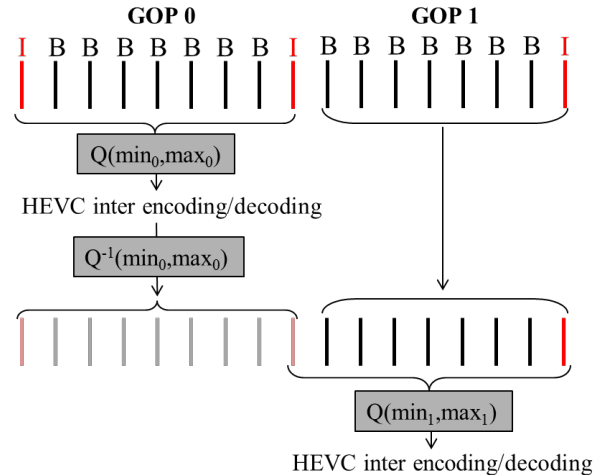 GOP 0 GOP 1
I B B B B B B B I B B B B B B B I
Q(min₀,max₀)
HEVC inter encoding/decoding
Q⁻¹(min₀,max₀)
Q(min₁,max₁)
HEVC inter encoding/decoding